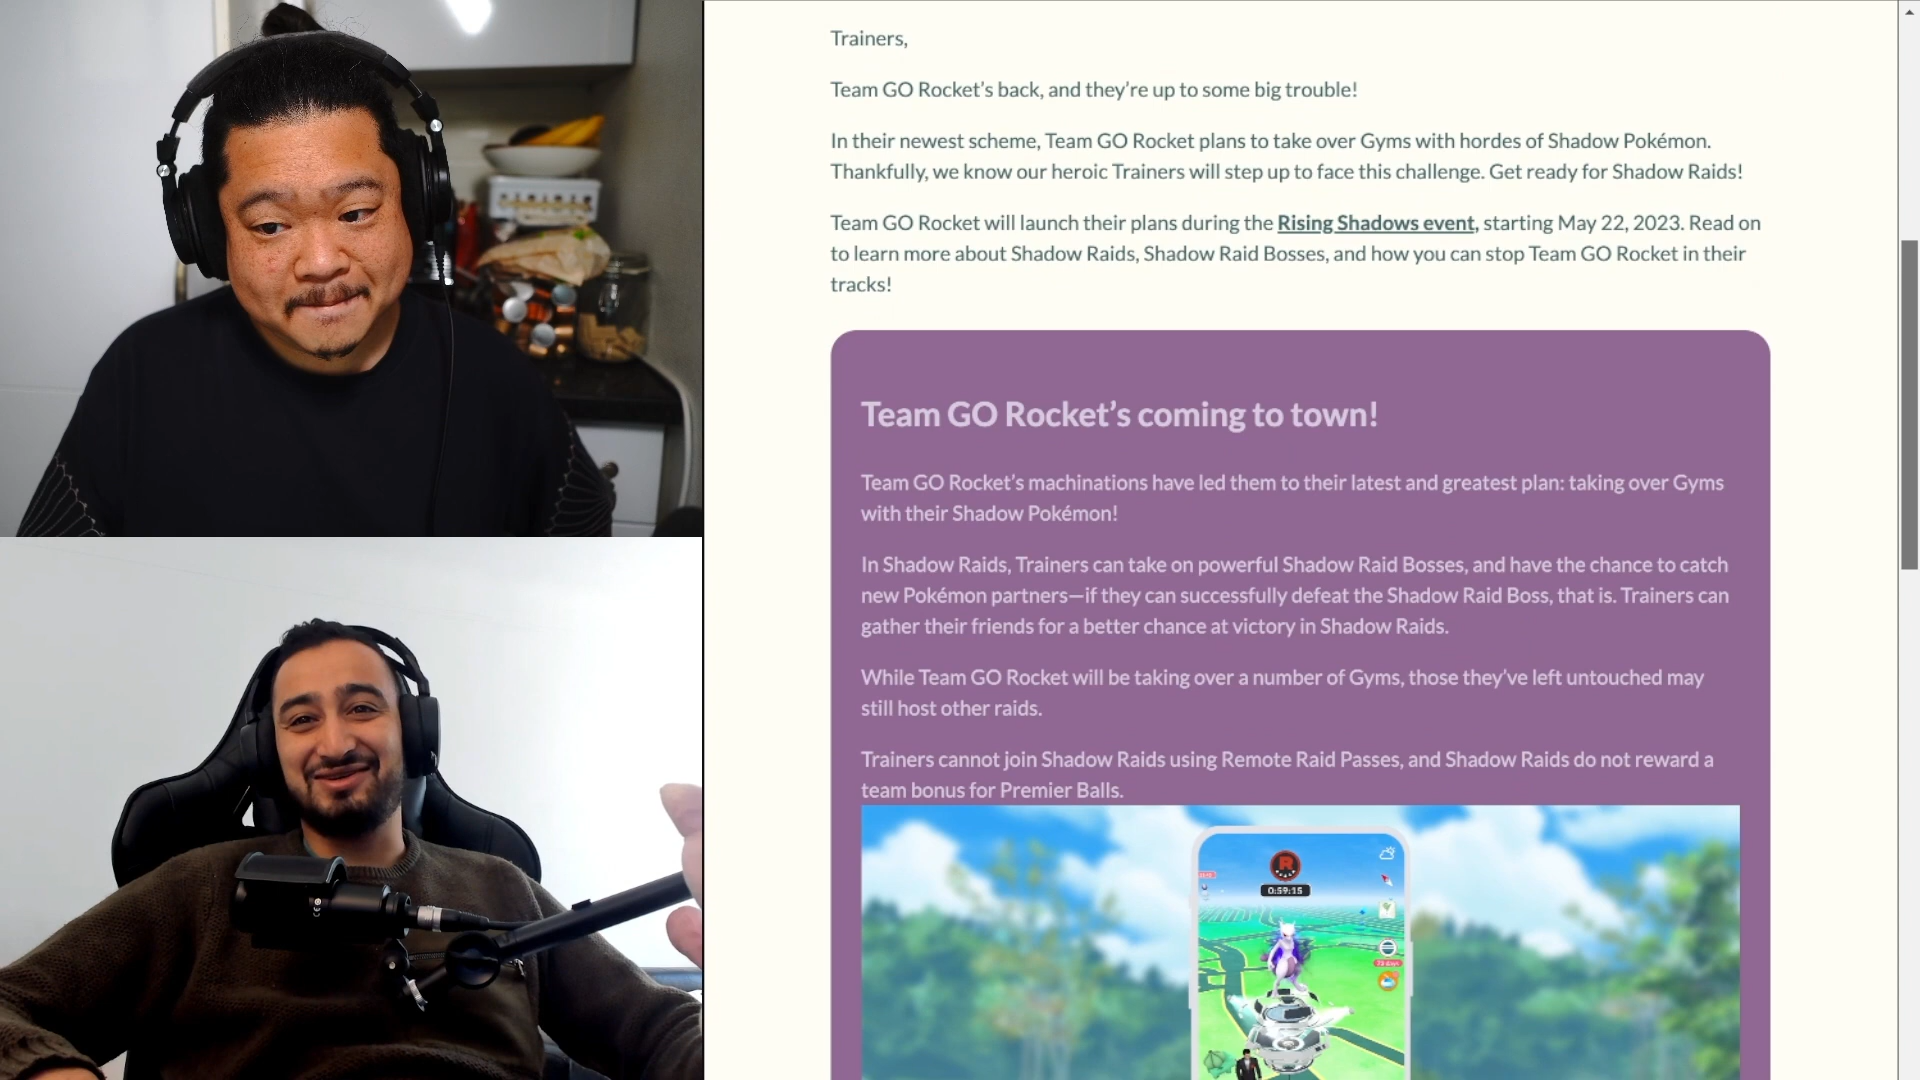 Trainers,
Team GO Rocket’s back, and they’re up to some big trouble!
In their newest scheme, Team GO Rocket plans to take over Gyms with hordes of Shadow Pokémon.
Thankfully, we know our heroic Trainers will step up to face this challenge. Get ready for Shadow Raids!
Team GO Rocket will launch their plans during the Rising Shadows event, starting May 22, 2023. Read on
to learn more about Shadow Raids, Shadow Raid Bosses, and how you can stop Team GO Rocket in their
tracks!
Team GO Rocket’s coming to town!
Team GO Rocket’s machinations have led them to their latest and greatest plan: taking over Gyms
with their Shadow Pokémon!
In Shadow Raids, Trainers can take on powerful Shadow Raid Bosses, and have the chance to catch
new Pokémon partners—if they can successfully defeat the Shadow Raid Boss, that is. Trainers can
gather their friends for a better chance at victory in Shadow Raids.
While Team GO Rocket will be taking over a number of Gyms, those they’ve left untouched may
still host other raids.
Trainers cannot join Shadow Raids using Remote Raid Passes, and Shadow Raids do not reward a
team bonus for Premier Balls.
R
0:59:15